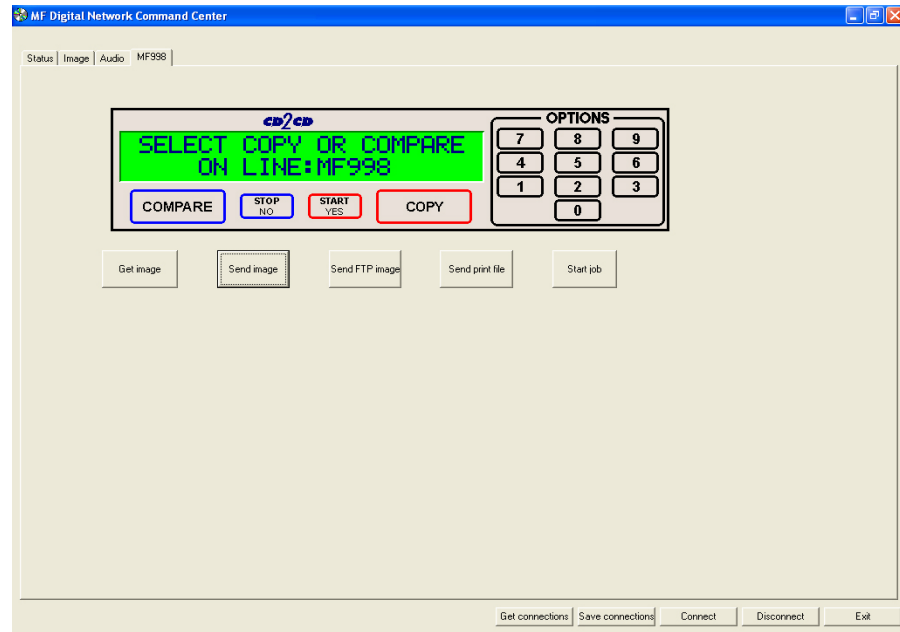 MF Digital Network Command Center
Status Image Audio MF998
CD2CD
SELECT COPY OR COMPARE
ON LINE:MF998
COMPARE
STOP
NO
START
YES
COPY
OPTIONS
7 8 9
4 5 6
1 2 3
0
Get image Send image Send FTP image Send print file Start job
Get connections Save connections Connect Disconnect Exit